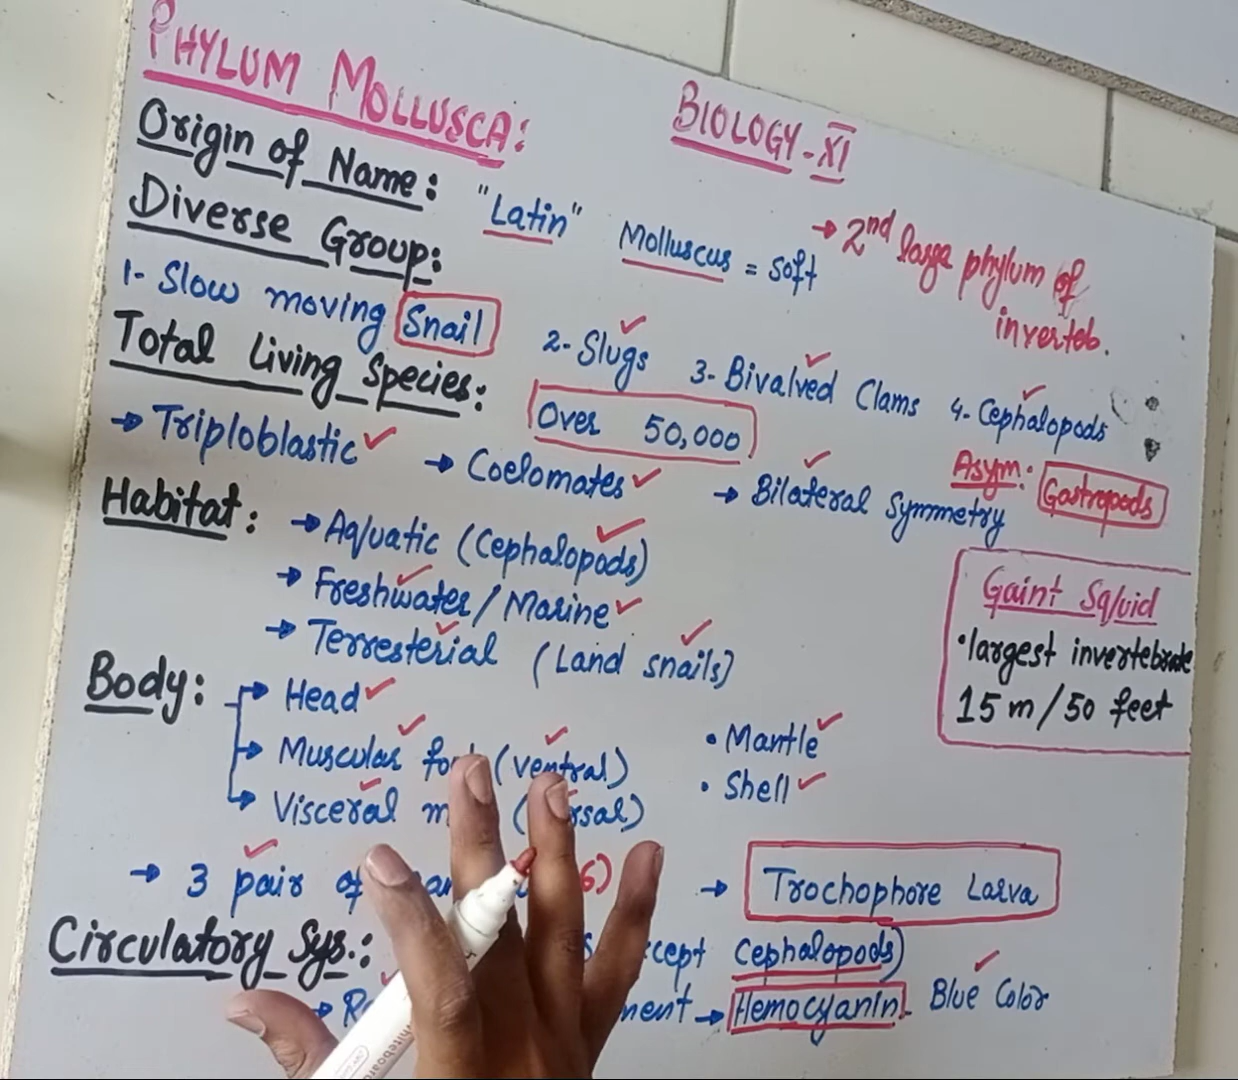 PHYLUM MOLLUSCA:
BIOLOGY-XI
Origin of Name: "Latin" Molluscus = soft
→ 2nd large phylum of
inverteb.
Diverse Group:
1- Slow moving Snail 2- Slugs 3- Bivalved Clams 4- Cephalopods
Total Living Species: Over 50,000
→ Triploblastic → Coelomates → Bilateral Symmetry
Asym: Gastropods
Habitat: → Aquatic (Cephalopods)
→ Freshwater / Marine
→ Terresterial (Land snails)
Gaint Squid
• largest invertebrate
15 m / 50 feet
Body: → Head
→ Muscular (ventral)
→ Visceral
• Mantle
• Shell
→ 3 pair of 6)
→ Trochophore Larva
Circulatory Sys.: Cephalopods)
→ Hemocyanin - Blue Color